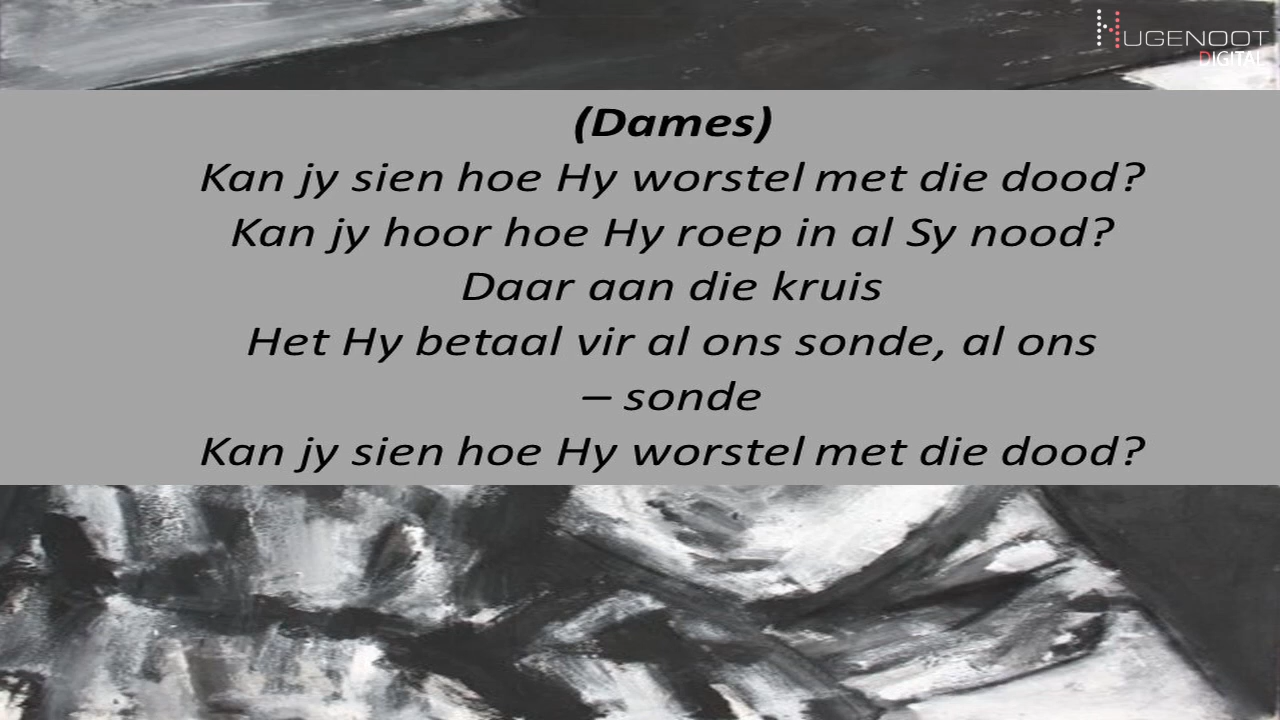 HUGENOOT
DIGITAL
(Dames)
Kan jy sien hoe Hy worstel met die dood?
Kan jy hoor hoe Hy roep in al Sy nood?
Daar aan die kruis
Het Hy betaal vir al ons sonde, al ons
– sonde
Kan jy sien hoe Hy worstel met die dood?